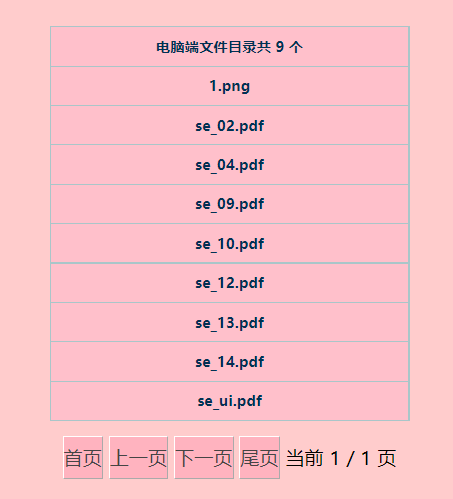 电脑端文件目录共 9 个
1.png
se_02.pdf
se_04.pdf
se_09.pdf
se_10.pdf
se_12.pdf
se_13.pdf
se_14.pdf
se_ui.pdf
首页 上一页 下一页 尾页 当前 1 / 1 页